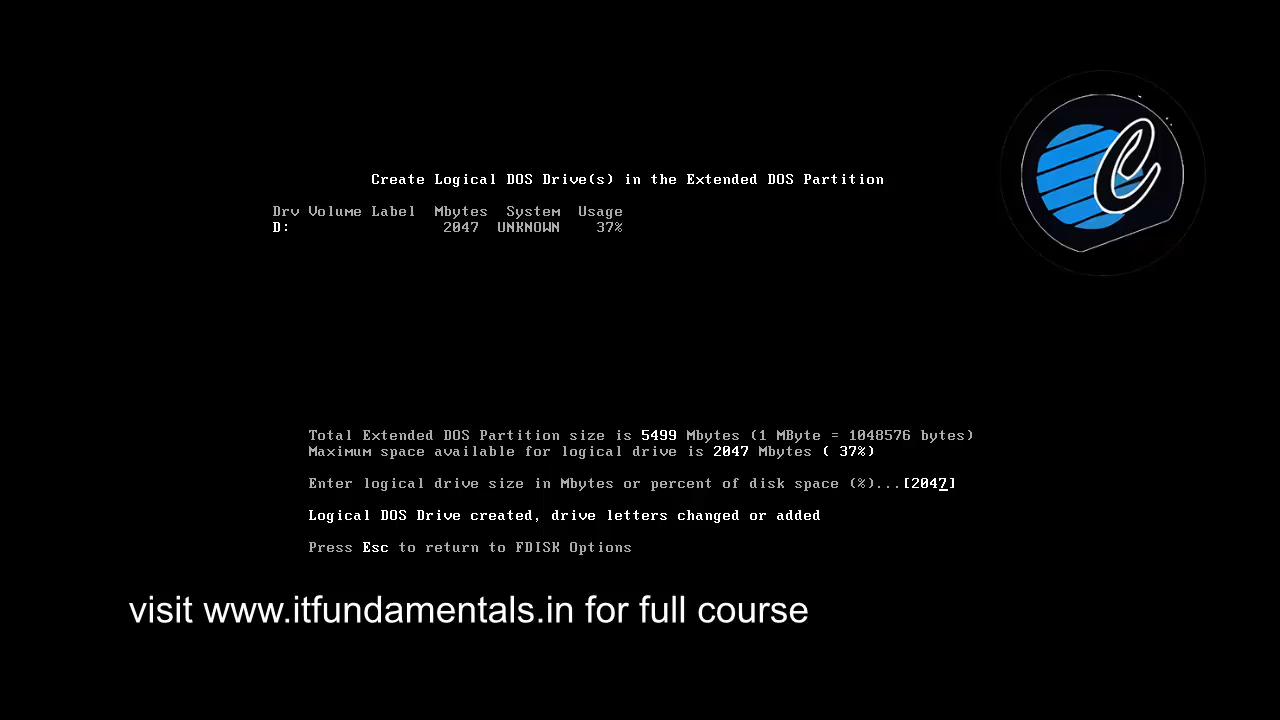 Create Logical DOS Drive(s) in the Extended DOS Partition
Drv Volume Label  Mbytes  System  Usage
D:  2047  UNKNOWN  37%
Total Extended DOS Partition size is 5499 Mbytes (1 MByte = 1048576 bytes)
Maximum space available for logical drive is 2047 Mbytes ( 37%)
Enter logical drive size in Mbytes or percent of disk space (%)...[2047]
Logical DOS Drive created, drive letters changed or added
Press Esc to return to FDISK Options
visit www.itfundamentals.in for full course